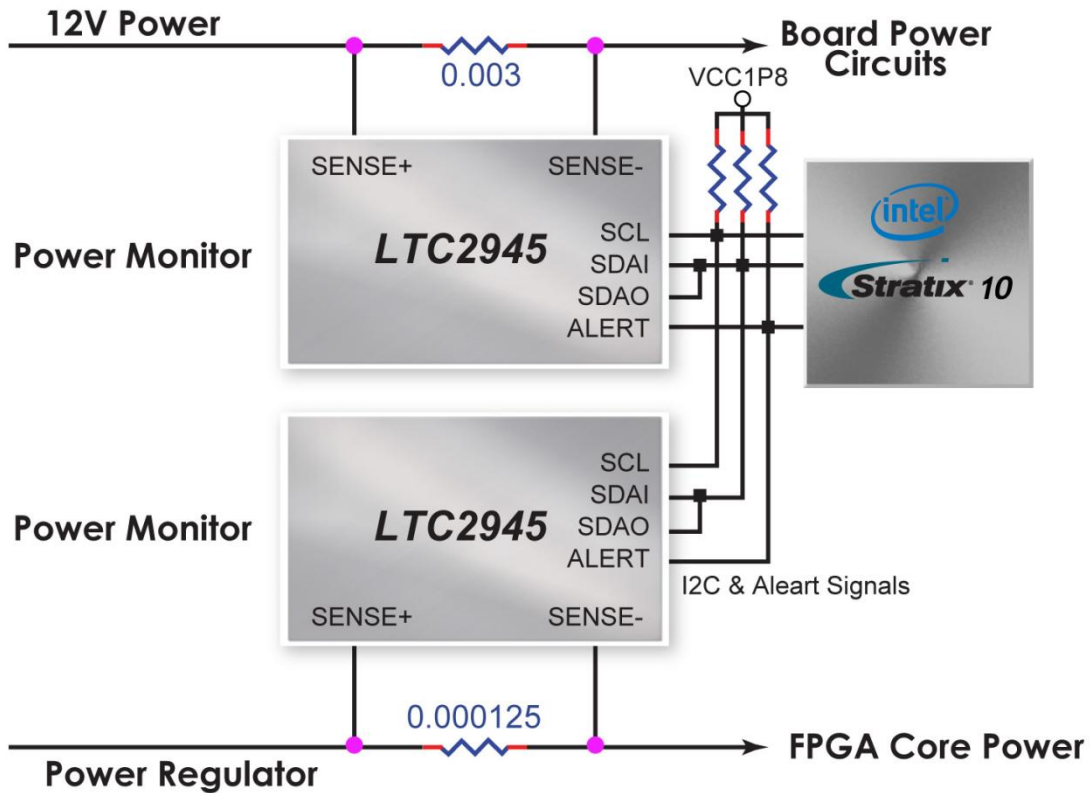 12V Power
0.003
Board Power
Circuits
VCC1P8
SENSE+ SENSE-
SCL
Power Monitor
LTC2945
SDAI
SDAO
ALERT
intel
Stratix 10
SCL
SDAI
Power Monitor
LTC2945
SDAO
ALERT
I2C & Aleart Signals
SENSE+ SENSE-
0.000125
Power Regulator
FPGA Core Power